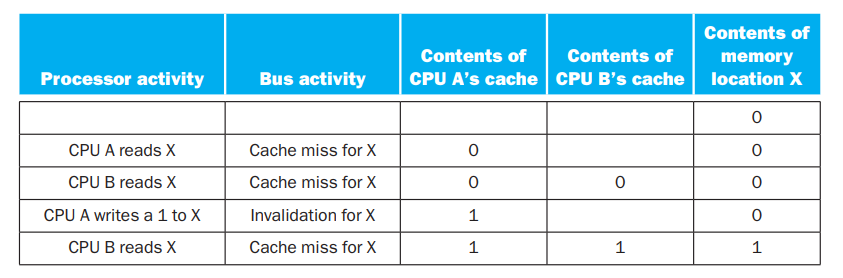 Processor activity Bus activity Contents of CPU A's cache Contents of CPU B's cache Contents of memory location X
0
CPU A reads X Cache miss for X 0 0
CPU B reads X Cache miss for X 0 0 0
CPU A writes a 1 to X Invalidation for X 1 0
CPU B reads X Cache miss for X 1 1 1